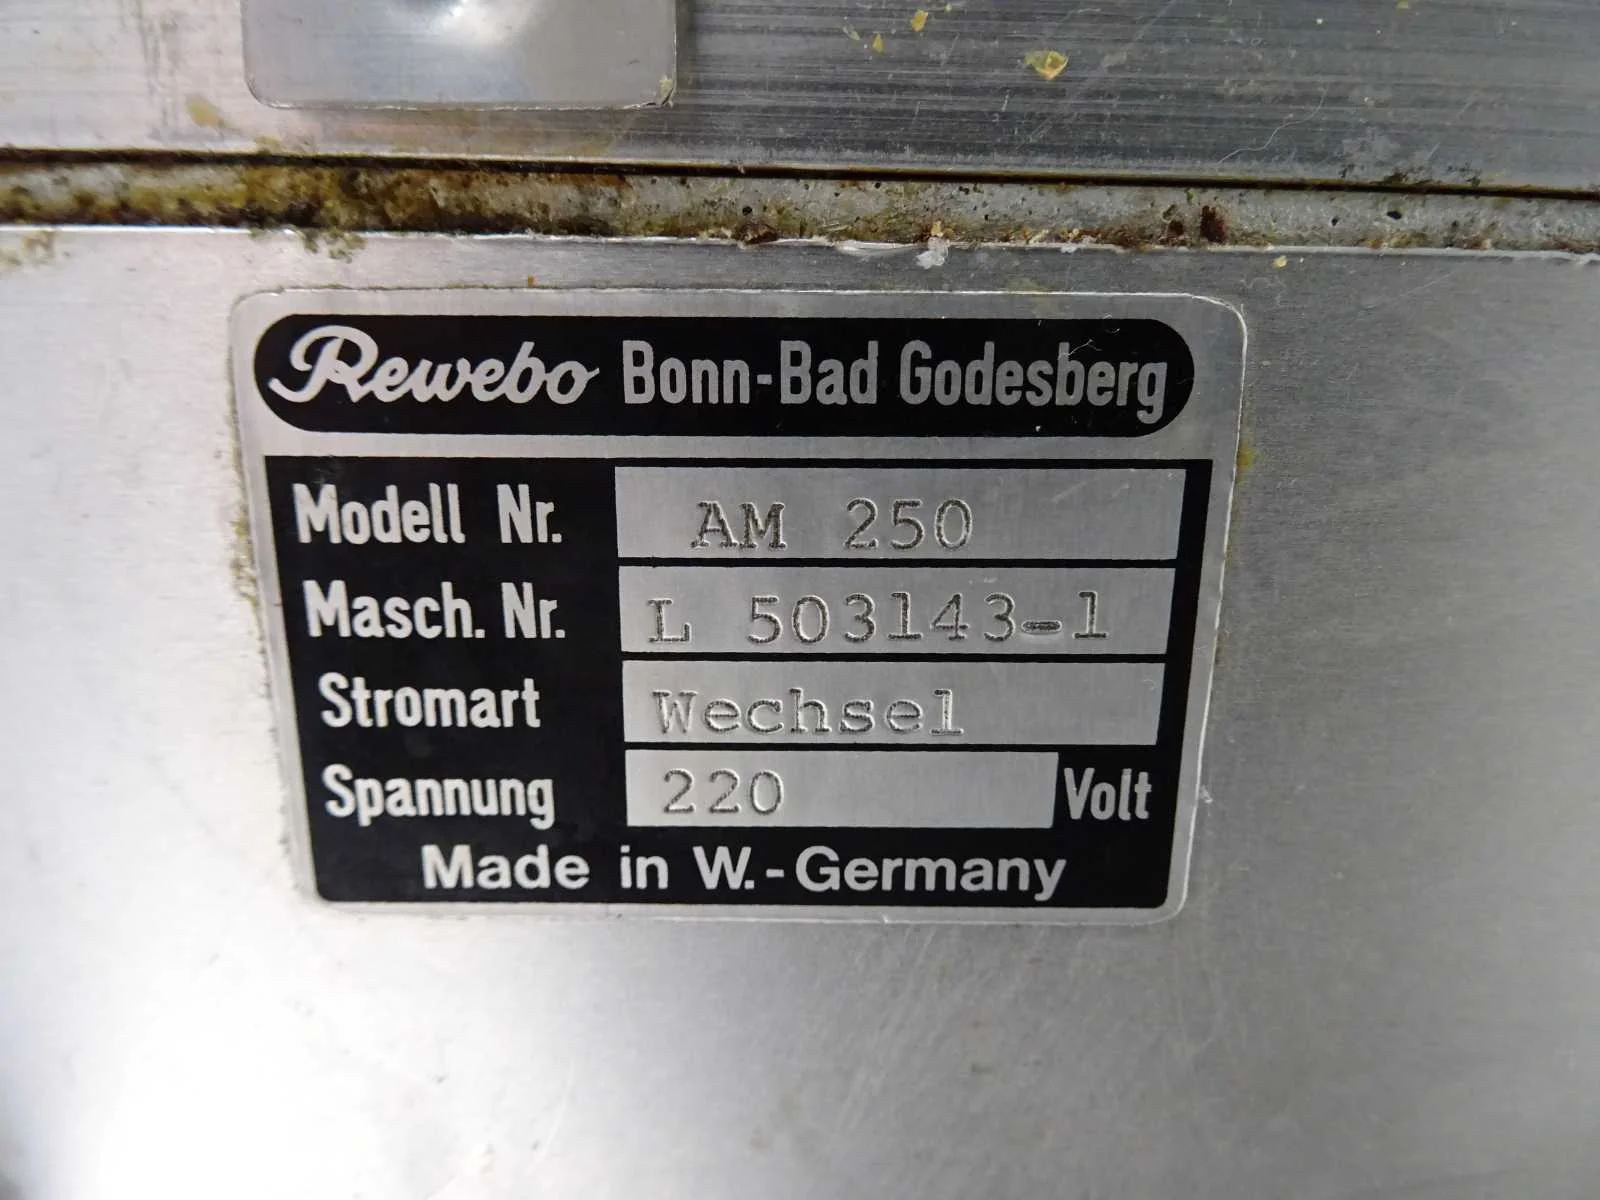 Rewebo Bonn-Bad Godesberg
Modell Nr. AM 250
Masch. Nr. L 503143-1
Stromart Wechsel
Spannung 220 Volt
Made in W.-Germany